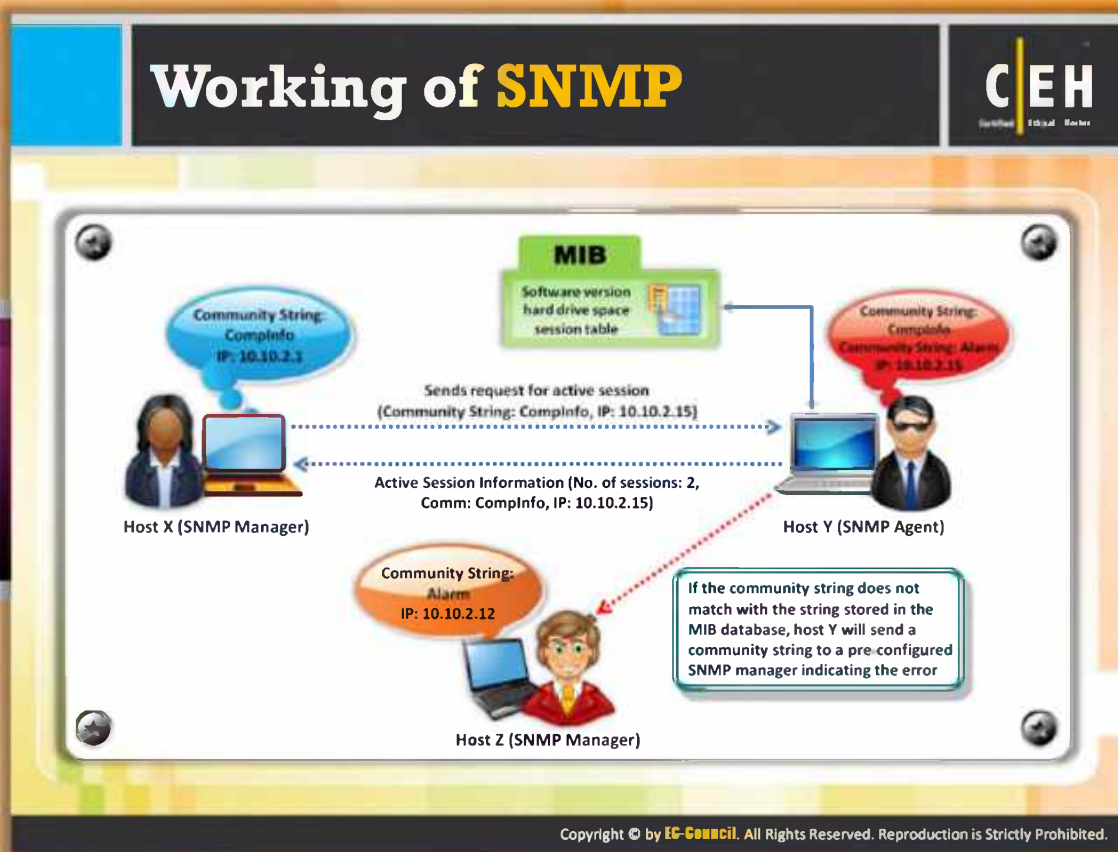 Working of SNMP
C EH
Certified Ethical Hacker
MIB
Software version
hard drive space
session table
Community String:
CompInfo
IP: 10.10.2.1
Community String:
CompInfo
Community String: Alarm
IP: 10.10.2.15
Sends request for active session
(Community String: CompInfo, IP: 10.10.2.15)
Active Session Information (No. of sessions: 2,
Comm: CompInfo, IP: 10.10.2.15)
Host X (SNMP Manager)
Host Y (SNMP Agent)
Community String:
Alarm
IP: 10.10.2.12
If the community string does not
match with the string stored in the
MIB database, host Y will send a
community string to a pre-configured
SNMP manager indicating the error
Host Z (SNMP Manager)
Copyright © by EC-Council. All Rights Reserved. Reproduction is Strictly Prohibited.